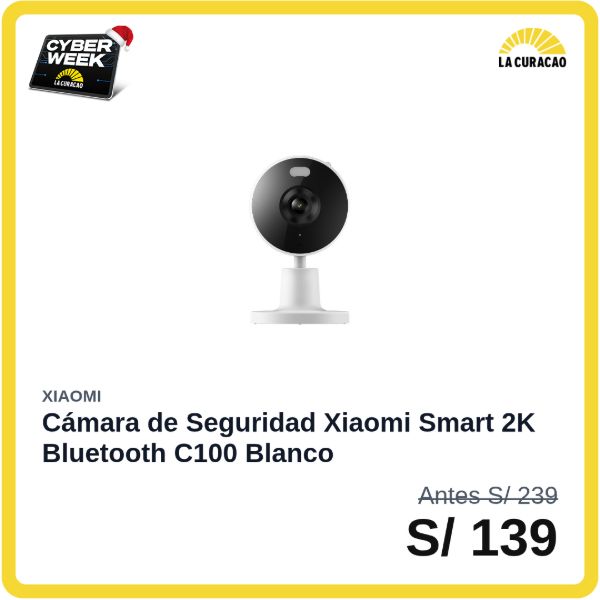 CYBER
WEEK
LA CURACAO
LA CURACAO
XIAOMI
Cámara de Seguridad Xiaomi Smart 2K
Bluetooth C100 Blanco
Antes S/ 239
S/ 139